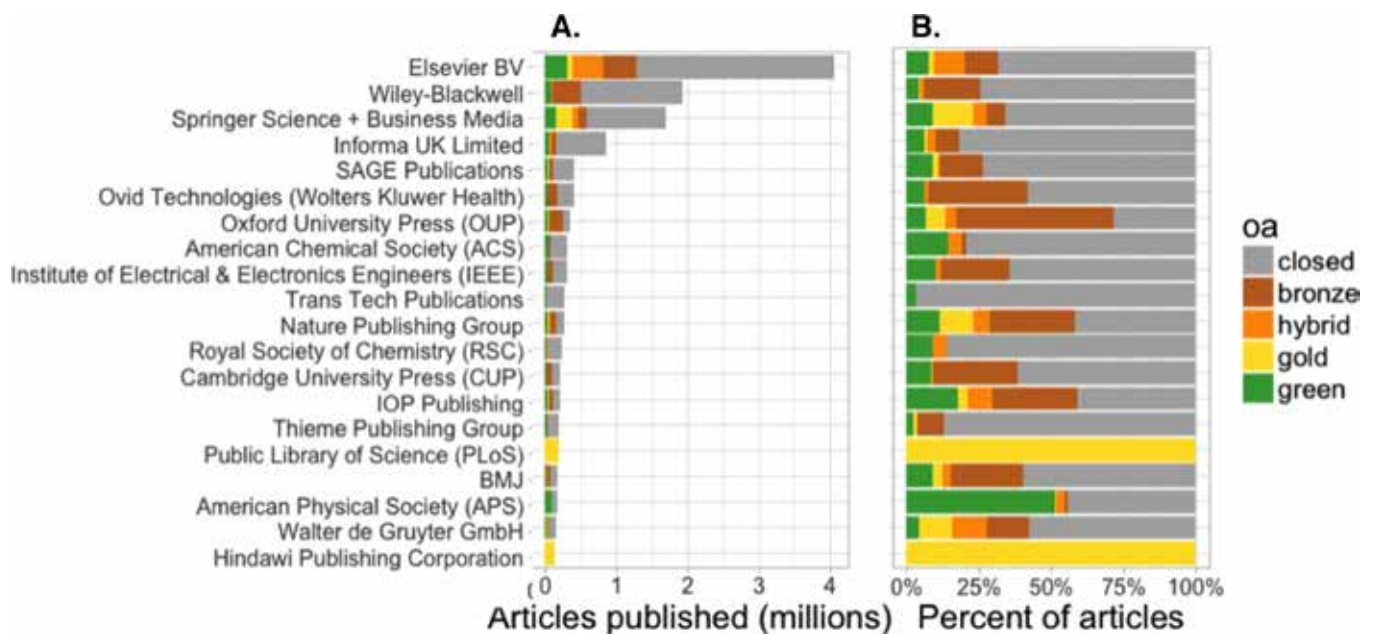 A.
B.
Elsevier BV
Wiley-Blackwell
Springer Science + Business Media
Informa UK Limited
SAGE Publications
Ovid Technologies (Wolters Kluwer Health)
Oxford University Press (OUP)
American Chemical Society (ACS)
Institute of Electrical & Electronics Engineers (IEEE)
Trans Tech Publications
Nature Publishing Group
Royal Society of Chemistry (RSC)
Cambridge University Press (CUP)
IOP Publishing
Thieme Publishing Group
Public Library of Science (PLoS)
BMJ
American Physical Society (APS)
Walter de Gruyter GmbH
Hindawi Publishing Corporation
0 1 2 3 4
Articles published (millions)
0% 25% 50% 75% 100%
Percent of articles
oa
closed
bronze
hybrid
gold
green